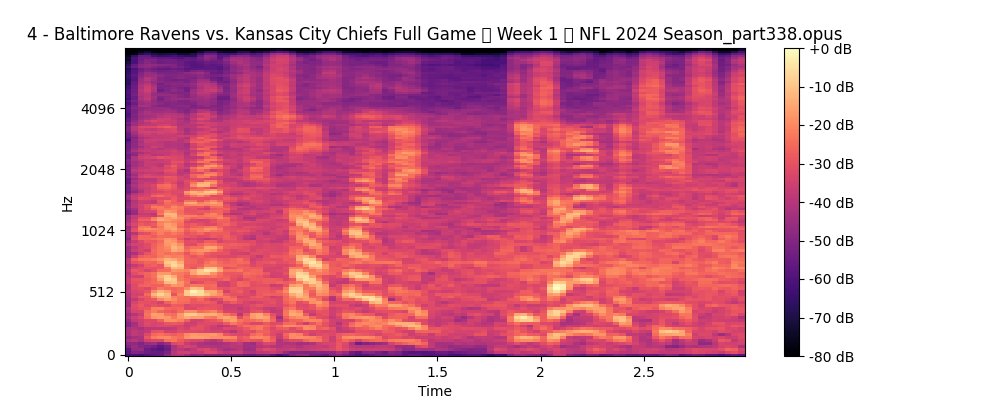 4 - Baltimore Ravens vs. Kansas City Chiefs Full Game ▯ Week 1 ▯ NFL 2024 Season_part338.opus
+0 dB
-10 dB
-20 dB
-30 dB
-40 dB
-50 dB
-60 dB
-70 dB
-80 dB
4096
2048
1024
512
0
Hz
0
0.5
1
1.5
2
2.5
Time